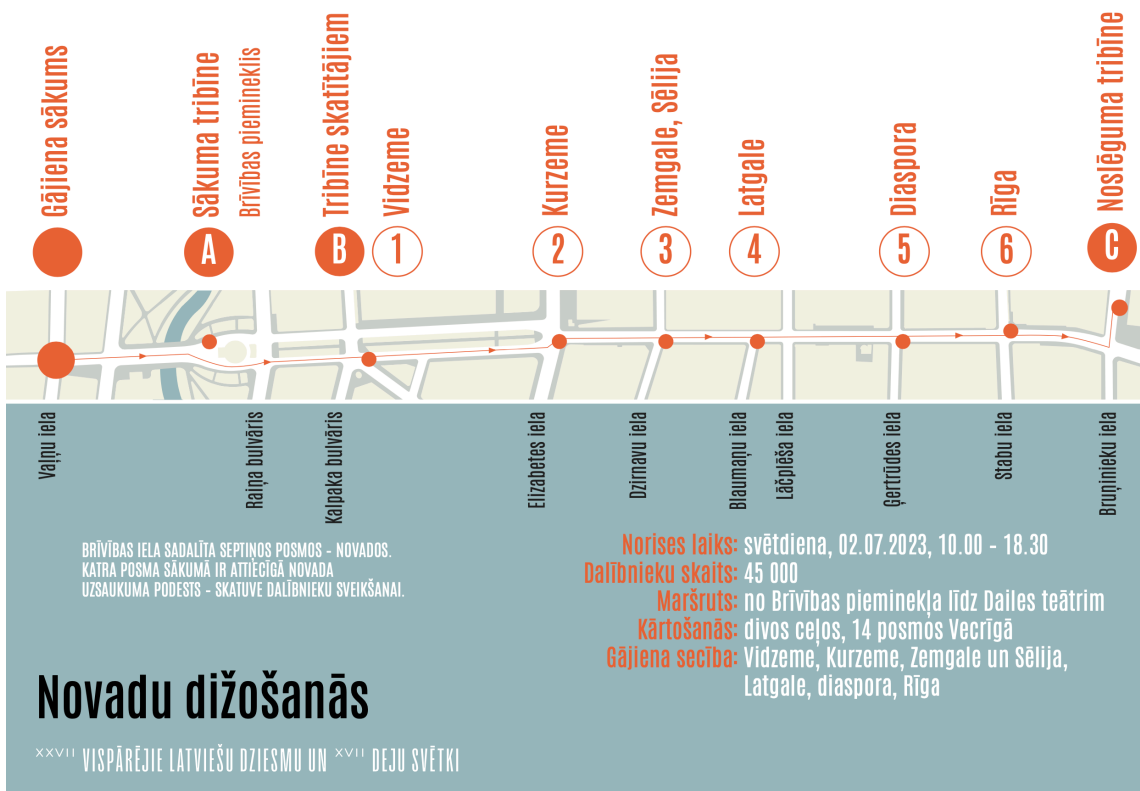 Gājiena sākums
Sākuma tribīne
Brīvības piemineklis
Tribīne skatītājiem
Vidzeme
Kurzeme
Zemgale, Sēlija
Latgale
Diaspora
Rīga
Noslēguma tribīne
A
B
1
2
3
4
5
6
C
Vaļņu iela
Raiņa bulvāris
Kalpaka bulvāris
Elizabetes iela
Dzirnavu iela
Blaumaņu iela
Lāčplēša iela
Ģertrūdes iela
Stabu iela
Bruņinieku iela
BRĪVĪBAS IELA SADALĪTA SEPTIŅOS POSMOS - NOVADOS.
KATRA POSMA SĀKUMĀ IR ATTIECĪGĀ NOVADA
UZSAUKUMA PODESTS - SKATUVE DALĪBNIEKU SVEIKŠANAI.
Norises laiks: svētdiena, 02.07.2023, 10.00 - 18.30
Dalībnieku skaits: 45 000
Maršruts: no Brīvības pieminekļa līdz Dailes teātrim
Kārtošanās: divos ceļos, 14 posmos Vecrīgā
Gājiena secība: Vidzeme, Kurzeme, Zemgale un Sēlija,
Latgale, diaspora, Rīga
Novadu dižošanās
XXVII VISPĀRĒJIE LATVIEŠU DZIESMU UN XVII DEJU SVĒTKI